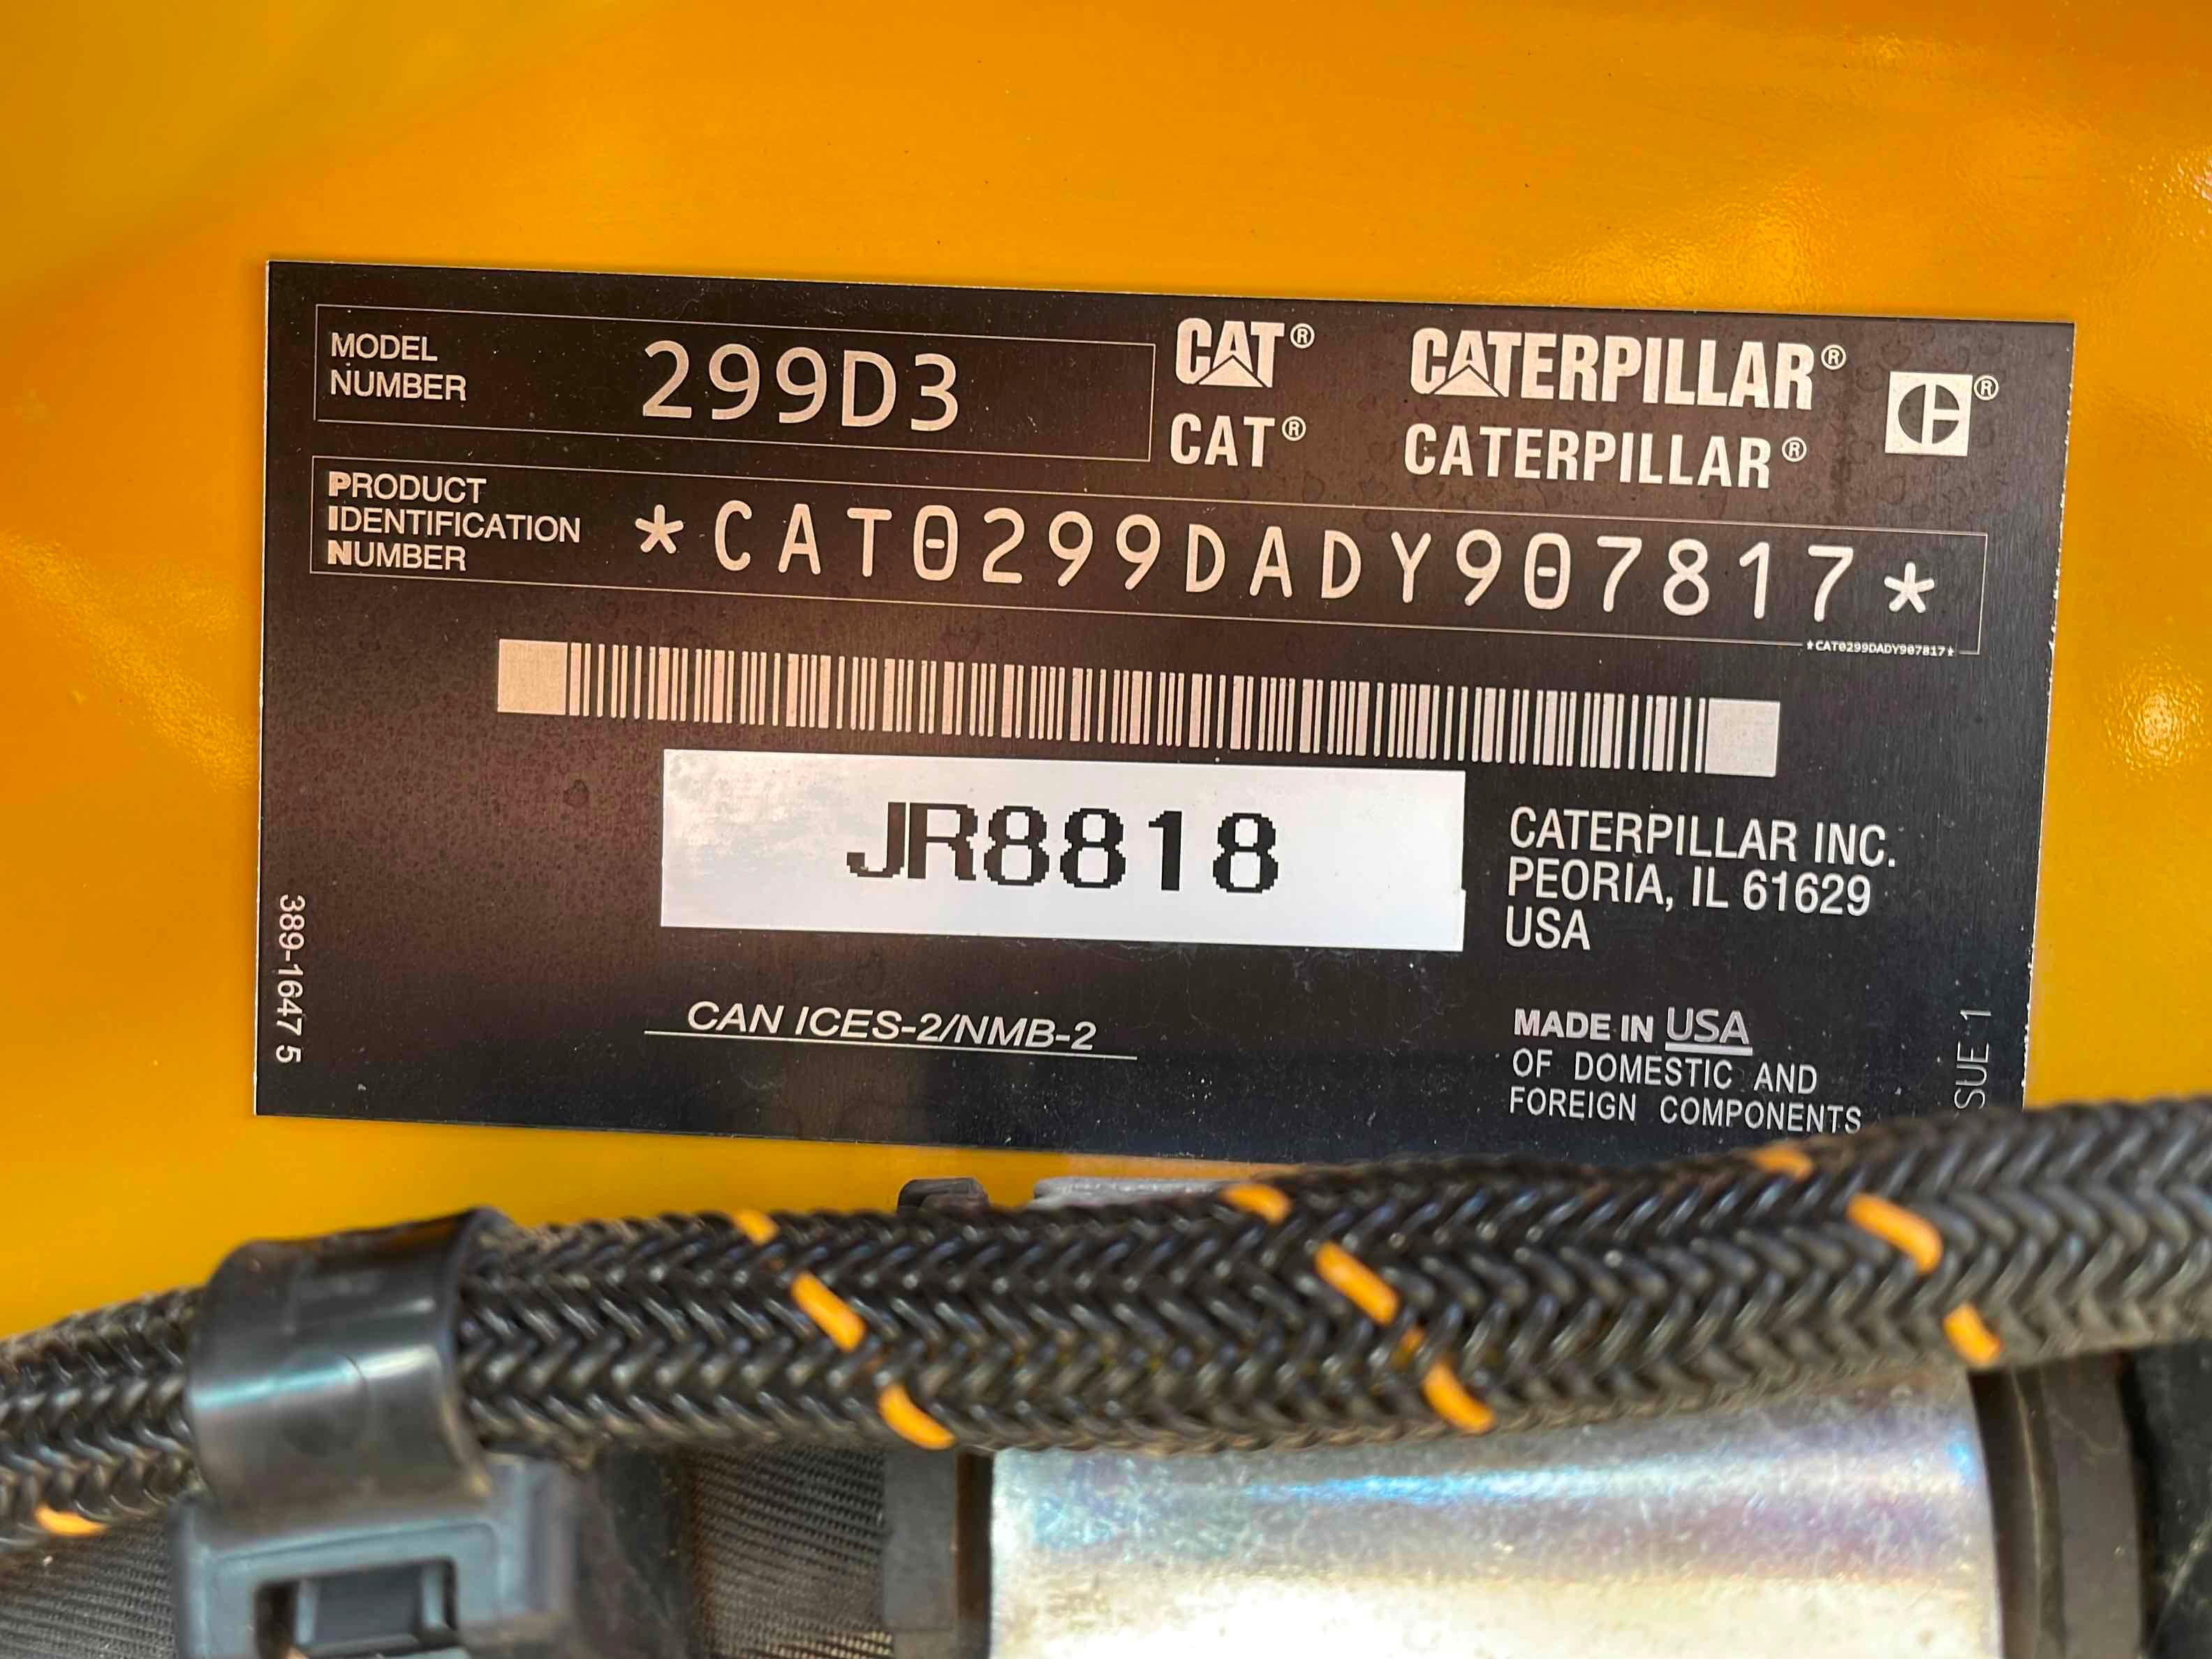 MODEL
NUMBER
299D3
CAT® CATERPILLAR® ®
CAT® CATERPILLAR®
PRODUCT
IDENTIFICATION
NUMBER
*CAT0299DADY907817*
*CAT0299DADY907817*
JR8818
CATERPILLAR INC.
PEORIA, IL 61629
USA
389-1647 5
CAN ICES-2/NMB-2
MADE IN USA
OF DOMESTIC AND
FOREIGN COMPONENTS
SUE 1